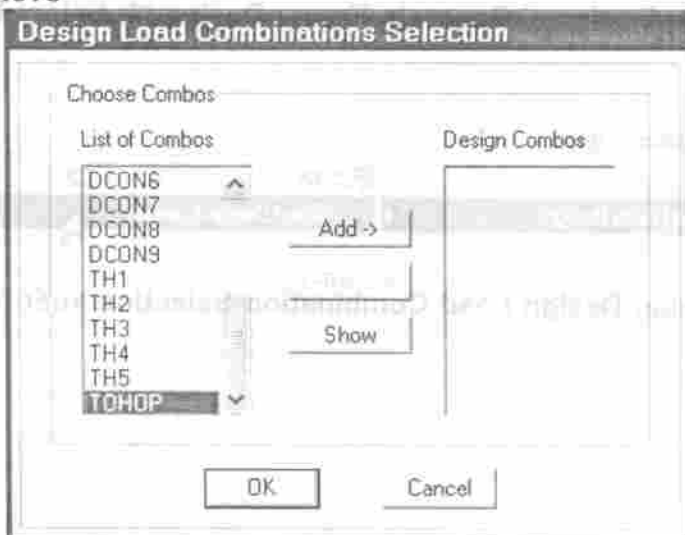 Design Load Combinations Selection
Choose Combos
List of Combos
Design Combos
DCON6
DCON7
DCON8
DCON9
TH1
TH2
TH3
TH4
TH5
TOHOP
Add ->
Show
OK
Cancel